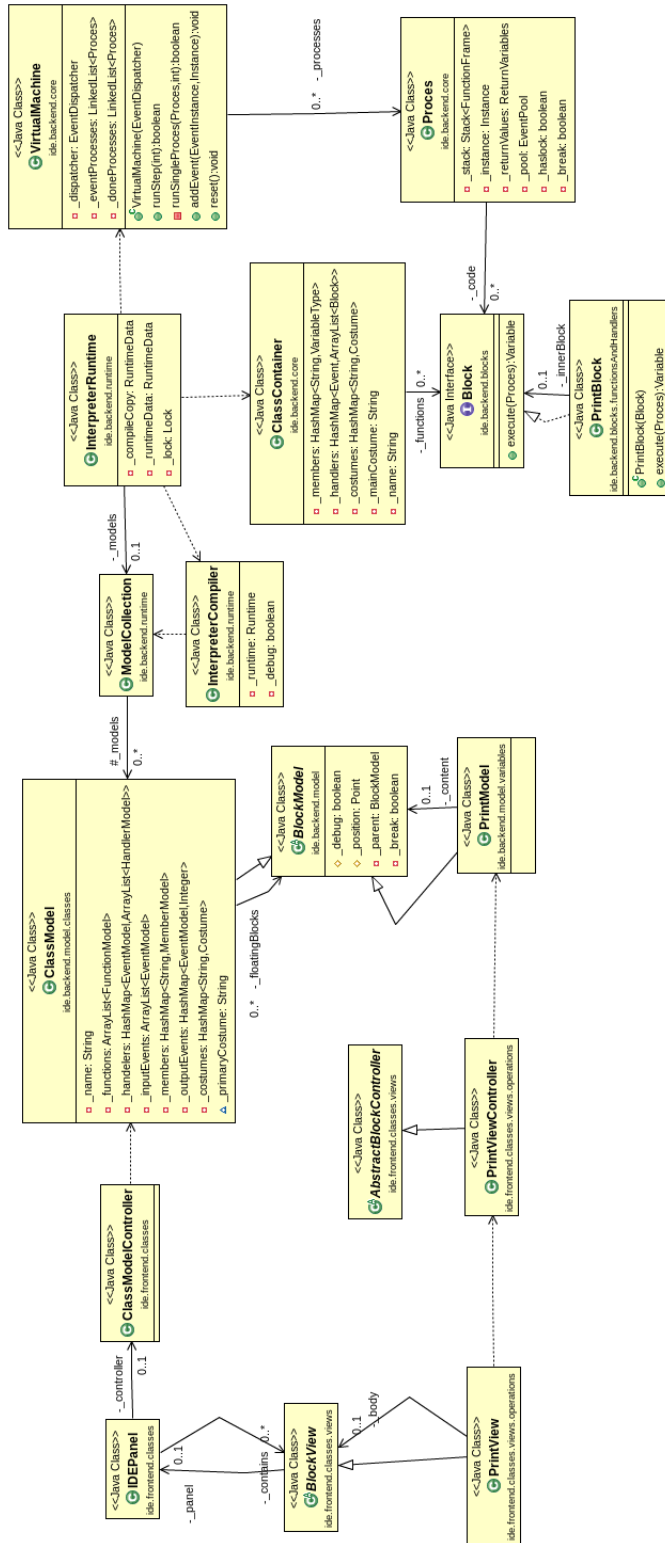 <<Java Class>>
IDEPanel
ide.frontend.classes
-_controller
0..1
<<Java Class>>
ClassModelController
ide.frontend.classes
<<Java Class>>
ClassModel
ide.backend.model.classes
_name: String
_functions: ArrayList<FunctionModel>
_handelers: HashMap<EventModel,ArrayList<HandlerModel>>
_inputEvents: ArrayList<EventModel>
_members: HashMap<String,MemberModel>
_outputEvents: HashMap<EventModel,Integer>
_costumes: HashMap<String,Costume>
_primaryCostume: String
#_models
0..*
<<Java Class>>
ModelCollection
ide.backend.runtime
-_models
0..1
<<Java Class>>
InterpreterRuntime
ide.backend.runtime
_compileCopy: RuntimeData
_runtimeData: RuntimeData
_lock: Lock
<<Java Class>>
VirtualMachine
ide.backend.core
_dispatcher: EventDispatcher
_eventProcesses: LinkedList<Proces>
_doneProcesses: LinkedList<Proces>
VirtualMachine(EventDispatcher)
runStep(int):boolean
runSingleProces(Proces,int):boolean
addEvent(EventInstance,Instance):void
reset():void
-_panel
0..1
-_contains
0..*
<<Java Class>>
BlockView
ide.frontend.classes.views
0..1
-_body
<<Java Class>>
PrintView
ide.frontend.classes.views.operations
<<Java Class>>
AbstractBlockController
ide.frontend.classes.views
<<Java Class>>
PrintViewController
ide.frontend.classes.views.operations
0..*
-_floatingBlocks
<<Java Class>>
BlockModel
ide.backend.model
_debug: boolean
_position: Point
_parent: BlockModel
_break: boolean
0..1
-_content
<<Java Class>>
PrintModel
ide.backend.model.variables
<<Java Class>>
InterpreterCompiler
ide.backend.runtime
_runtime: Runtime
_debug: boolean
<<Java Class>>
ClassContainer
ide.backend.core
_members: HashMap<String,VariableType>
_handlers: HashMap<Event,ArrayList<Block>>
_costumes: HashMap<String,Costume>
_mainCostume: String
_name: String
-_functions
0..*
<<Java Interface>>
Block
ide.backend.blocks
execute(Proces):Variable
0..1
-_innerBlock
<<Java Class>>
PrintBlock
ide.backend.blocks.functionsAndHandlers
PrintBlock(Block)
execute(Proces):Variable
0..*
-_processes
<<Java Class>>
Proces
ide.backend.core
_stack: Stack<FunctionFrame>
_instance: Instance
_returnValues: ReturnVariables
_pool: EventPool
_haslock: boolean
_break: boolean
-_code
0..*